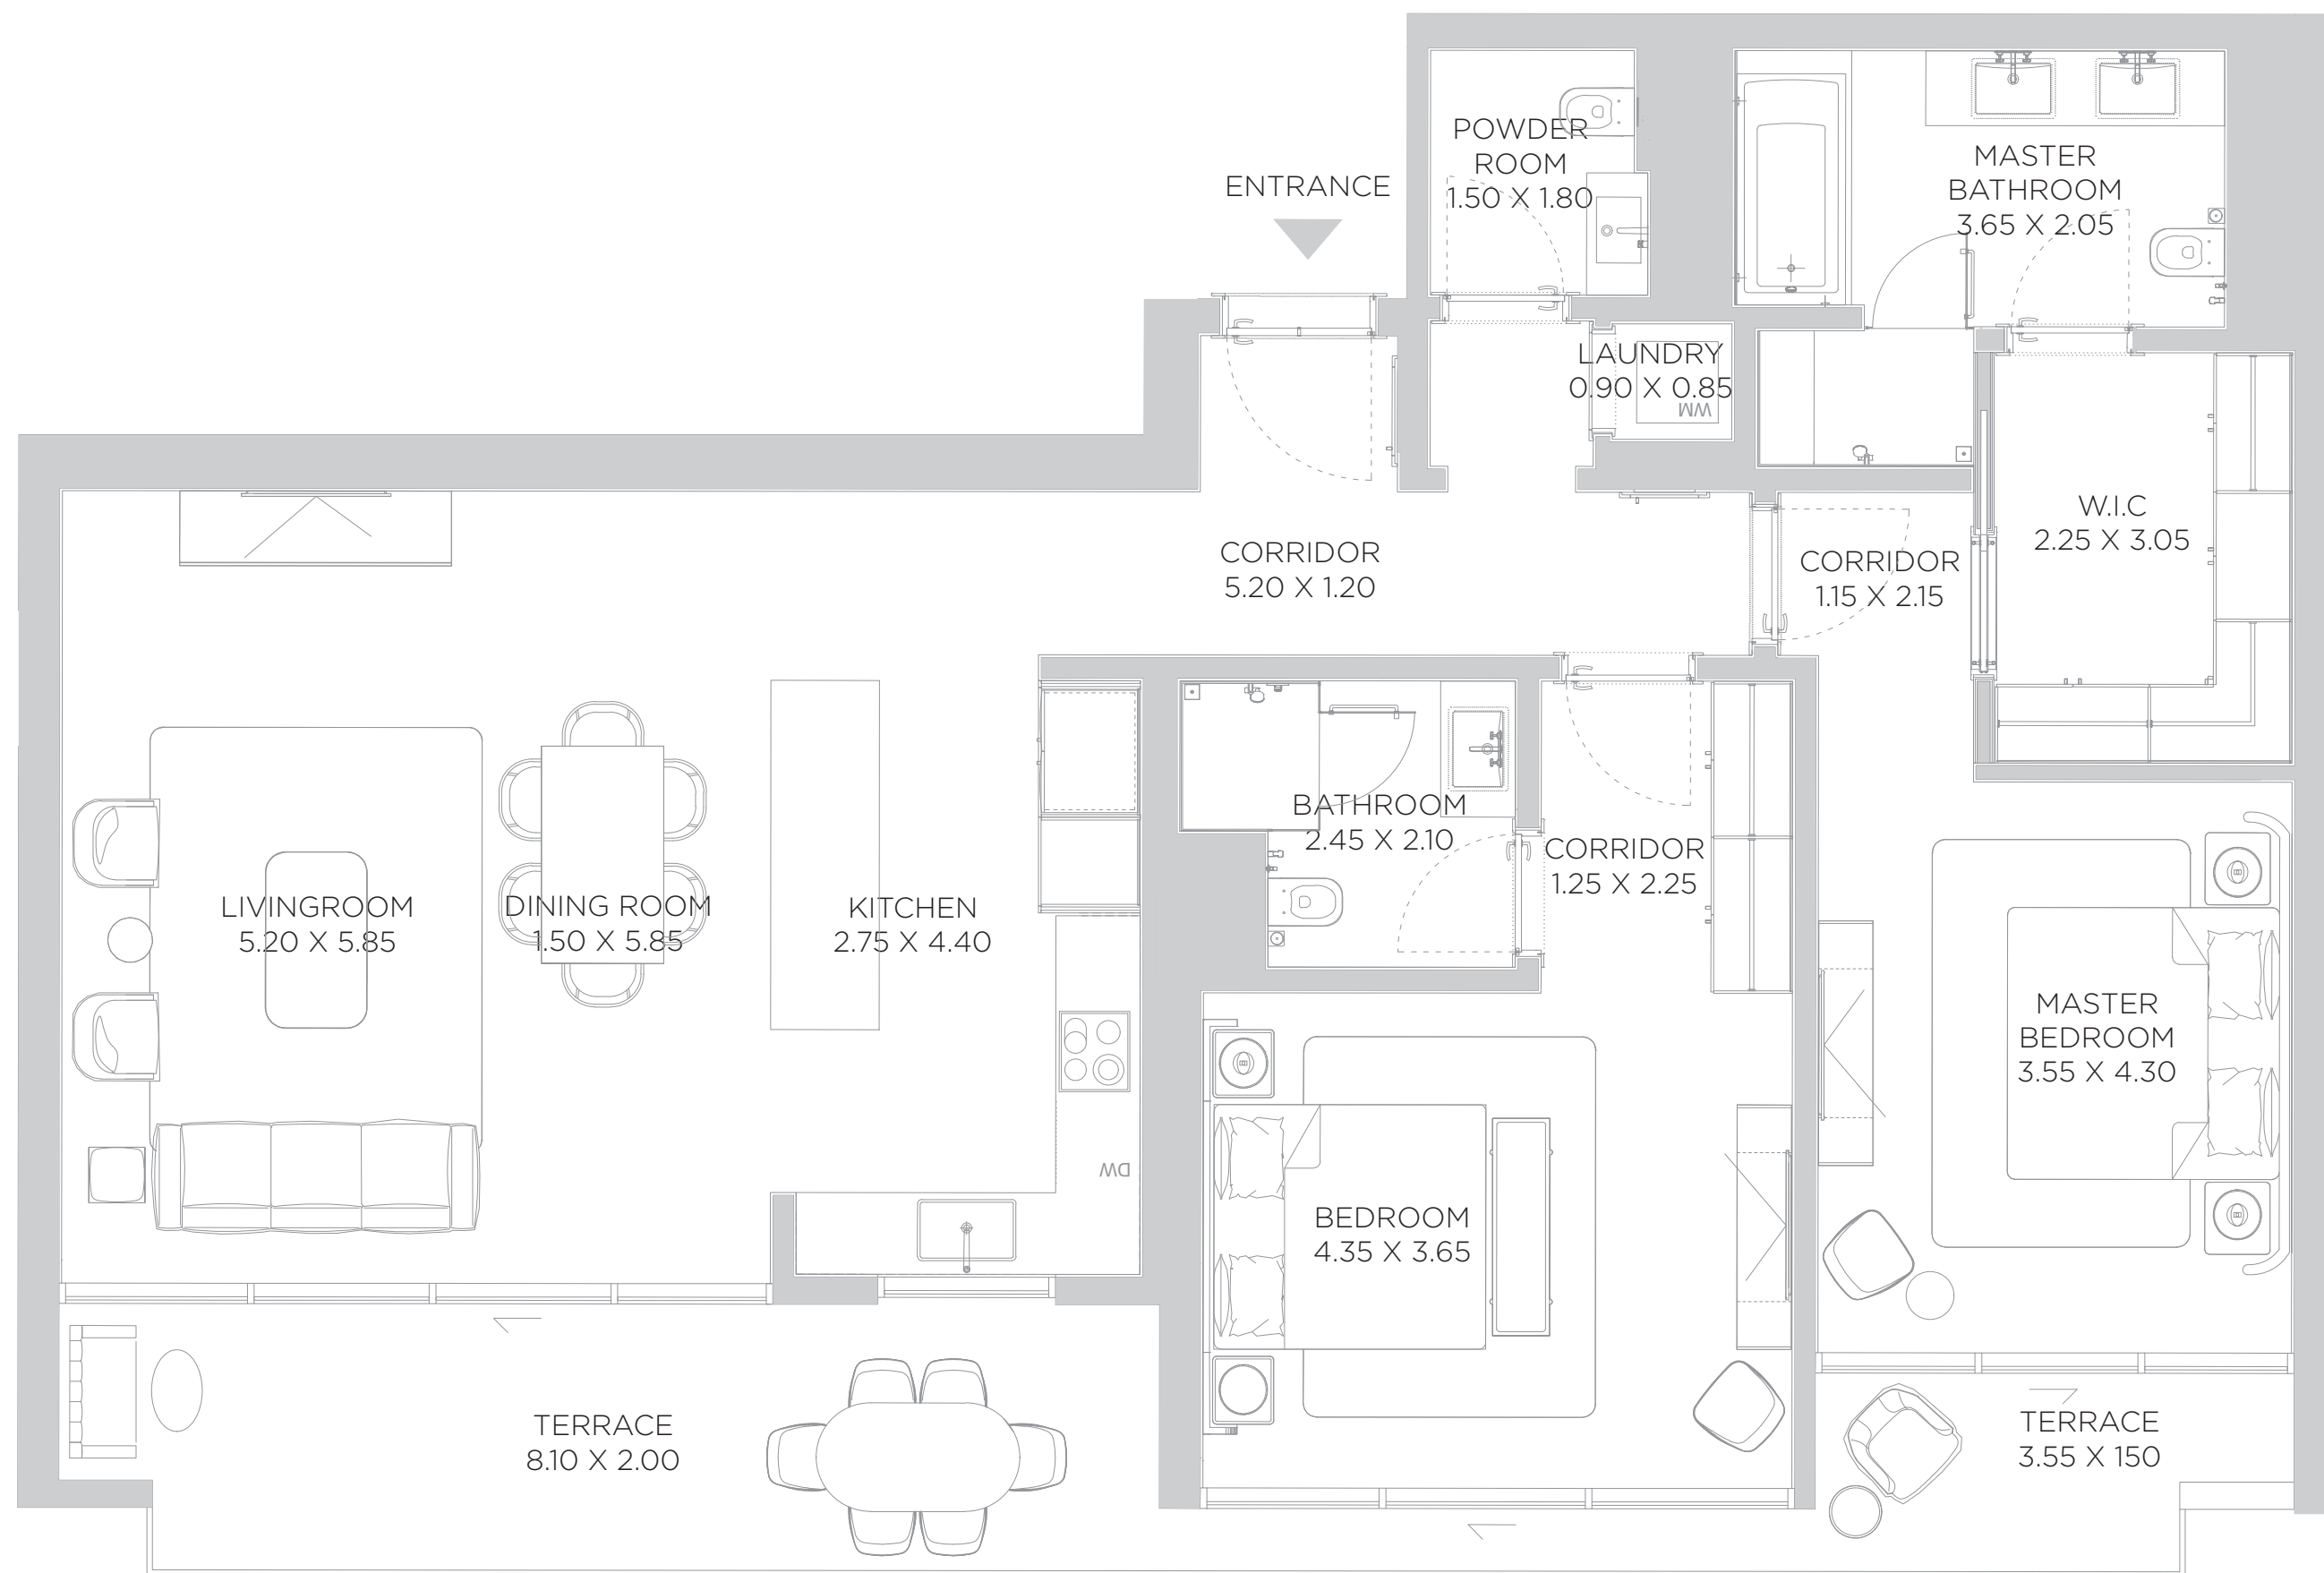 POWDER
ROOM
1.50 X 1.80
MASTER
BATHROOM
3.65 X 2.05
ENTRANCE
LAUNDRY
0.90 X 0.85
WM
W.I.C
2.25 X 3.05
CORRIDOR
5.20 X 1.20
CORRIDOR
1.15 X 2.15
BATHROOM
2.45 X 2.10
CORRIDOR
1.25 X 2.25
LIVINGROOM
5.20 X 5.85
DINING ROOM
1.50 X 5.85
KITCHEN
2.75 X 4.40
MASTER
BEDROOM
3.55 X 4.30
DW
BEDROOM
4.35 X 3.65
TERRACE
8.10 X 2.00
TERRACE
3.55 X 150